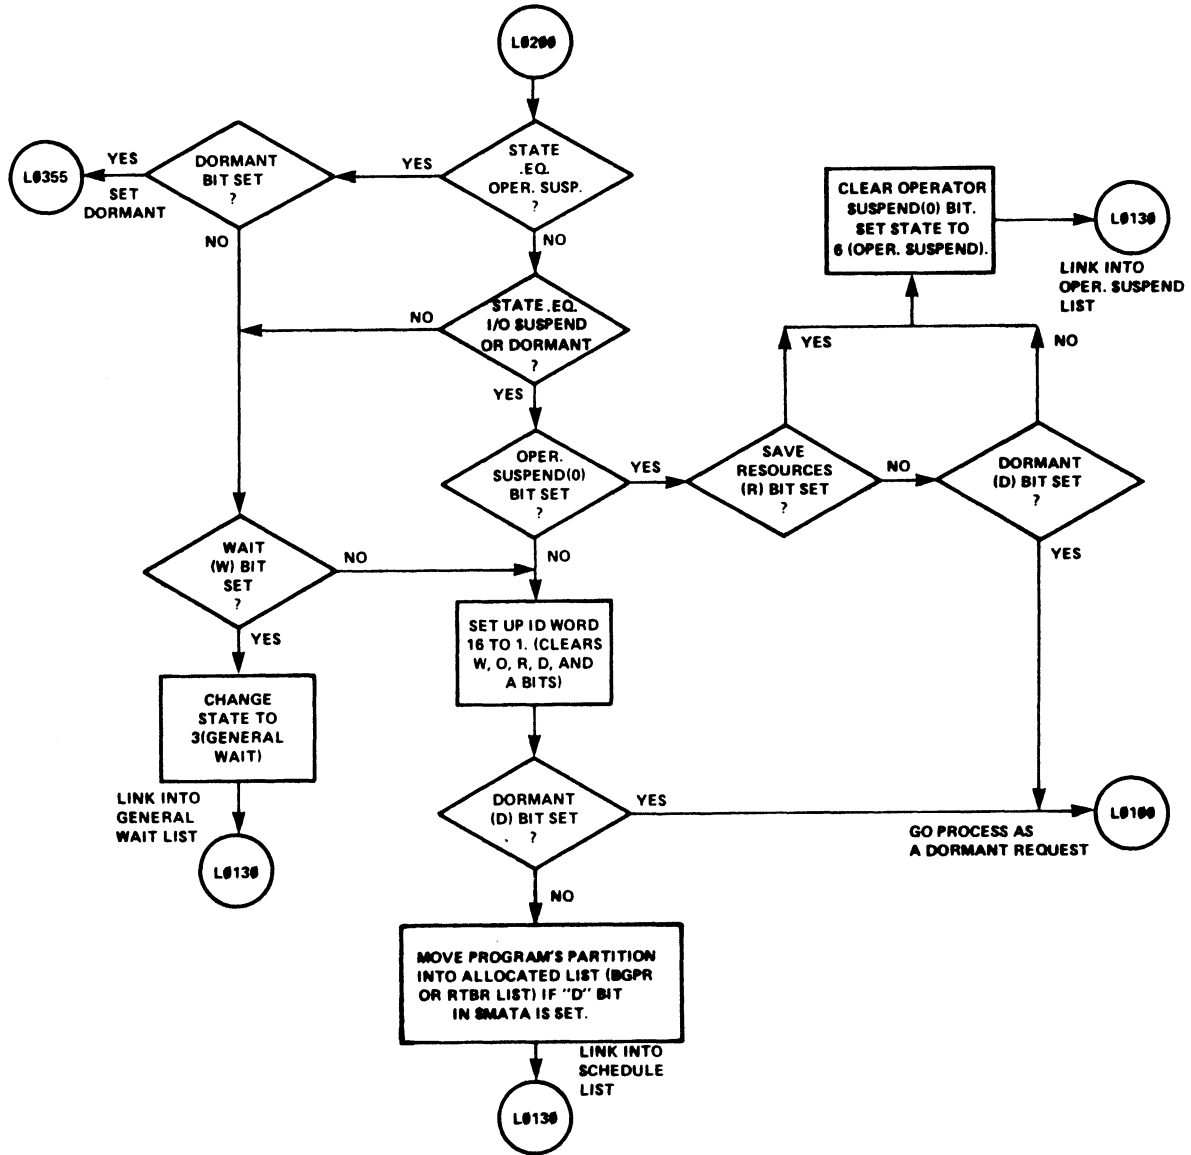 L0200
STATE
.EQ.
OPER. SUSP.
?
YES
NO
DORMANT
BIT SET
?
YES
SET
DORMANT
L0355
NO
STATE .EQ.
I/O SUSPEND
OR DORMANT
?
NO
YES
CLEAR OPERATOR
SUSPEND(0) BIT.
SET STATE TO
6 (OPER. SUSPEND).
L0130
LINK INTO
OPER. SUSPEND
LIST
YES
NO
OPER.
SUSPEND(0)
BIT SET
?
YES
NO
SAVE
RESOURCES
(R) BIT SET
?
NO
DORMANT
(D) BIT SET
?
YES
WAIT
(W) BIT
SET
?
NO
YES
SET UP ID WORD
16 TO 1. (CLEARS
W, O, R, D, AND
A BITS)
CHANGE
STATE TO
3(GENERAL
WAIT)
LINK INTO
GENERAL
WAIT LIST
L0130
DORMANT
(D) BIT SET
?
YES
NO
GO PROCESS AS
A DORMANT REQUEST
L0100
MOVE PROGRAM'S PARTITION
INTO ALLOCATED LIST (BGPR
OR RTBR LIST) IF "D" BIT
IN $MATA IS SET.
LINK INTO
SCHEDULE
LIST
L0130